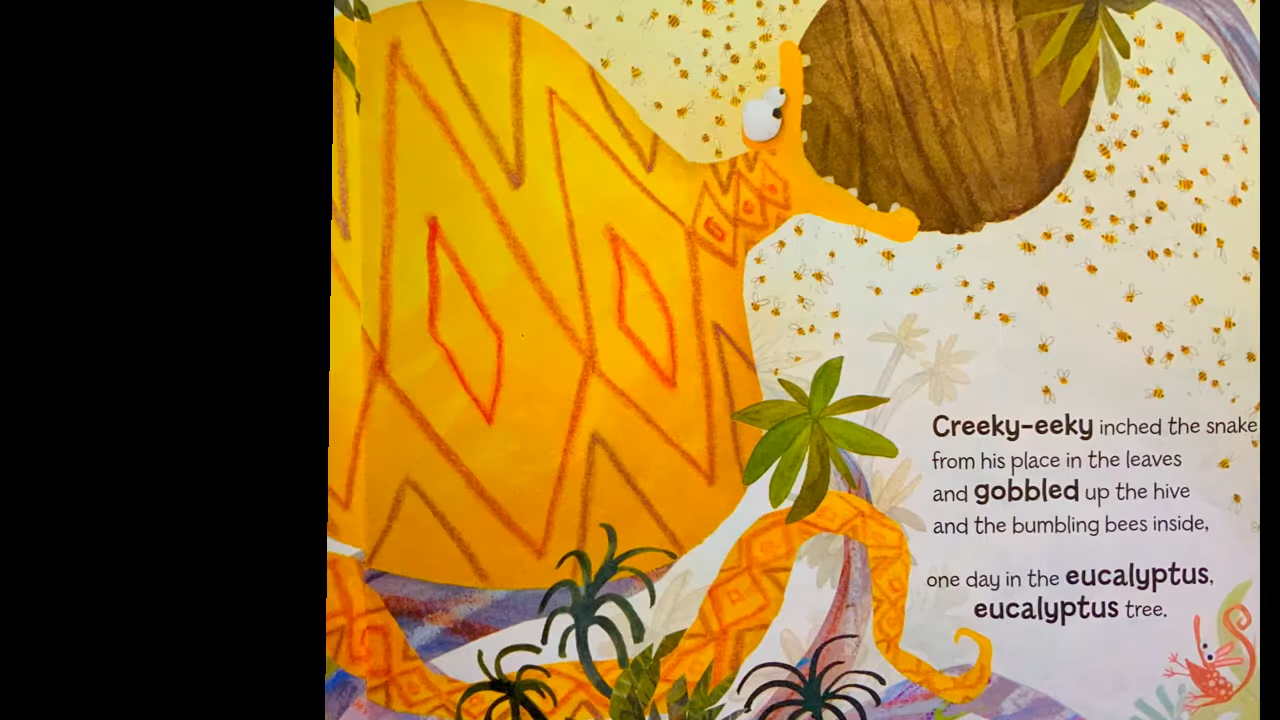 Creeky-eeky inched the snake
from his place in the leaves
and gobbled up the hive
and the bumbling bees inside,
one day in the eucalyptus,
eucalyptus tree.